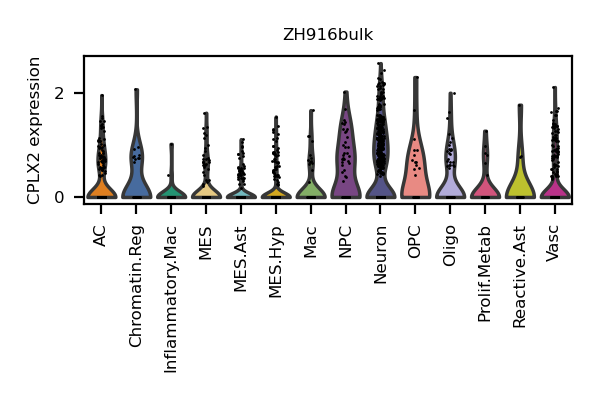 ZH916bulk
CPLX2 expression
2
0
AC
Chromatin.Reg
Inflammatory.Mac
MES
MES.Ast
MES.Hyp
Mac
NPC
Neuron
OPC
Oligo
Prolif.Metab
Reactive.Ast
Vasc